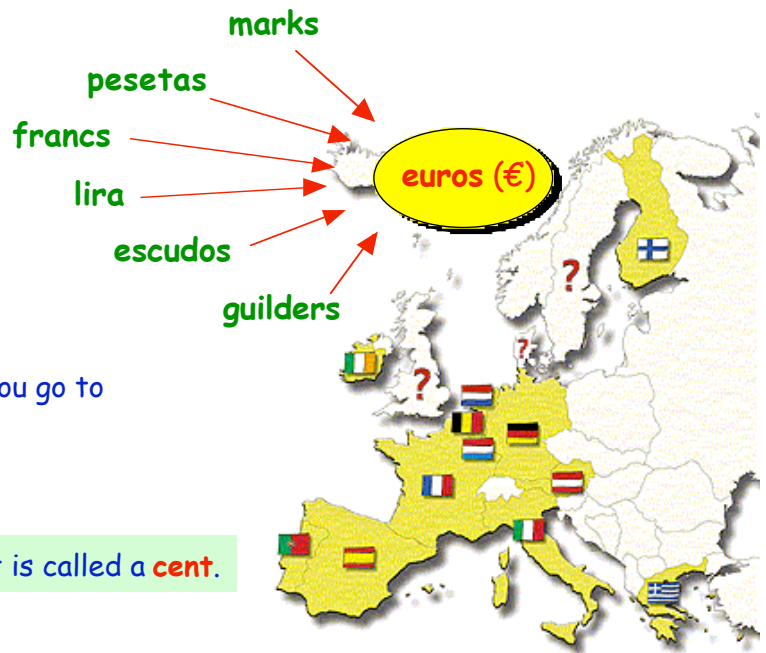 marks
pesetas
francs
euros (€)
lira
escudos
guilders
?
?
?
ou go to
is called a cent.